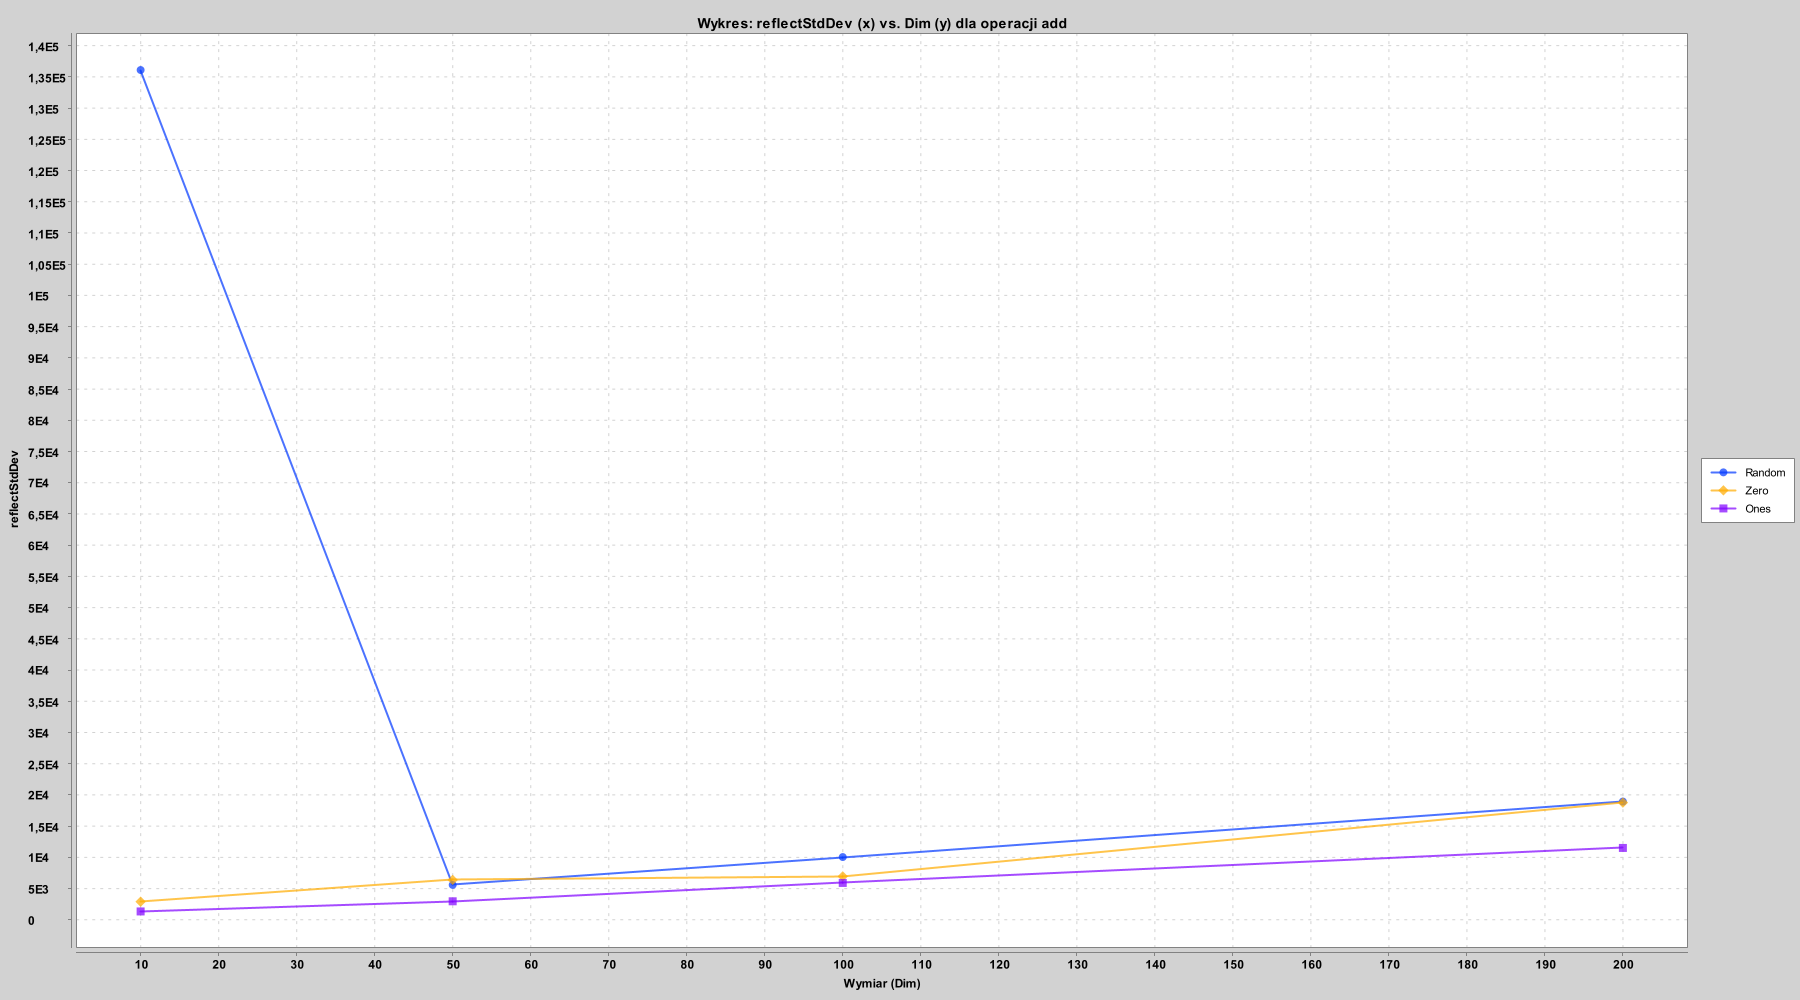 Wykres: reflectStdDev (x) vs. Dim (y) dla operacji add
1,4E5
1,35E5
1,3E5
1,25E5
1,2E5
1,15E5
1,1E5
1,05E5
1E5
9,5E4
9E4
8,5E4
8E4
7,5E4
7E4
6,5E4
6E4
5,5E4
5E4
4,5E4
4E4
3,5E4
3E4
2,5E4
2E4
1,5E4
1E4
5E3
0
reflectStdDev
10 20 30 40 50 60 70 80 90 100 110 120 130 140 150 160 170 180 190 200
Wymiar (Dim)
Random
Zero
Ones